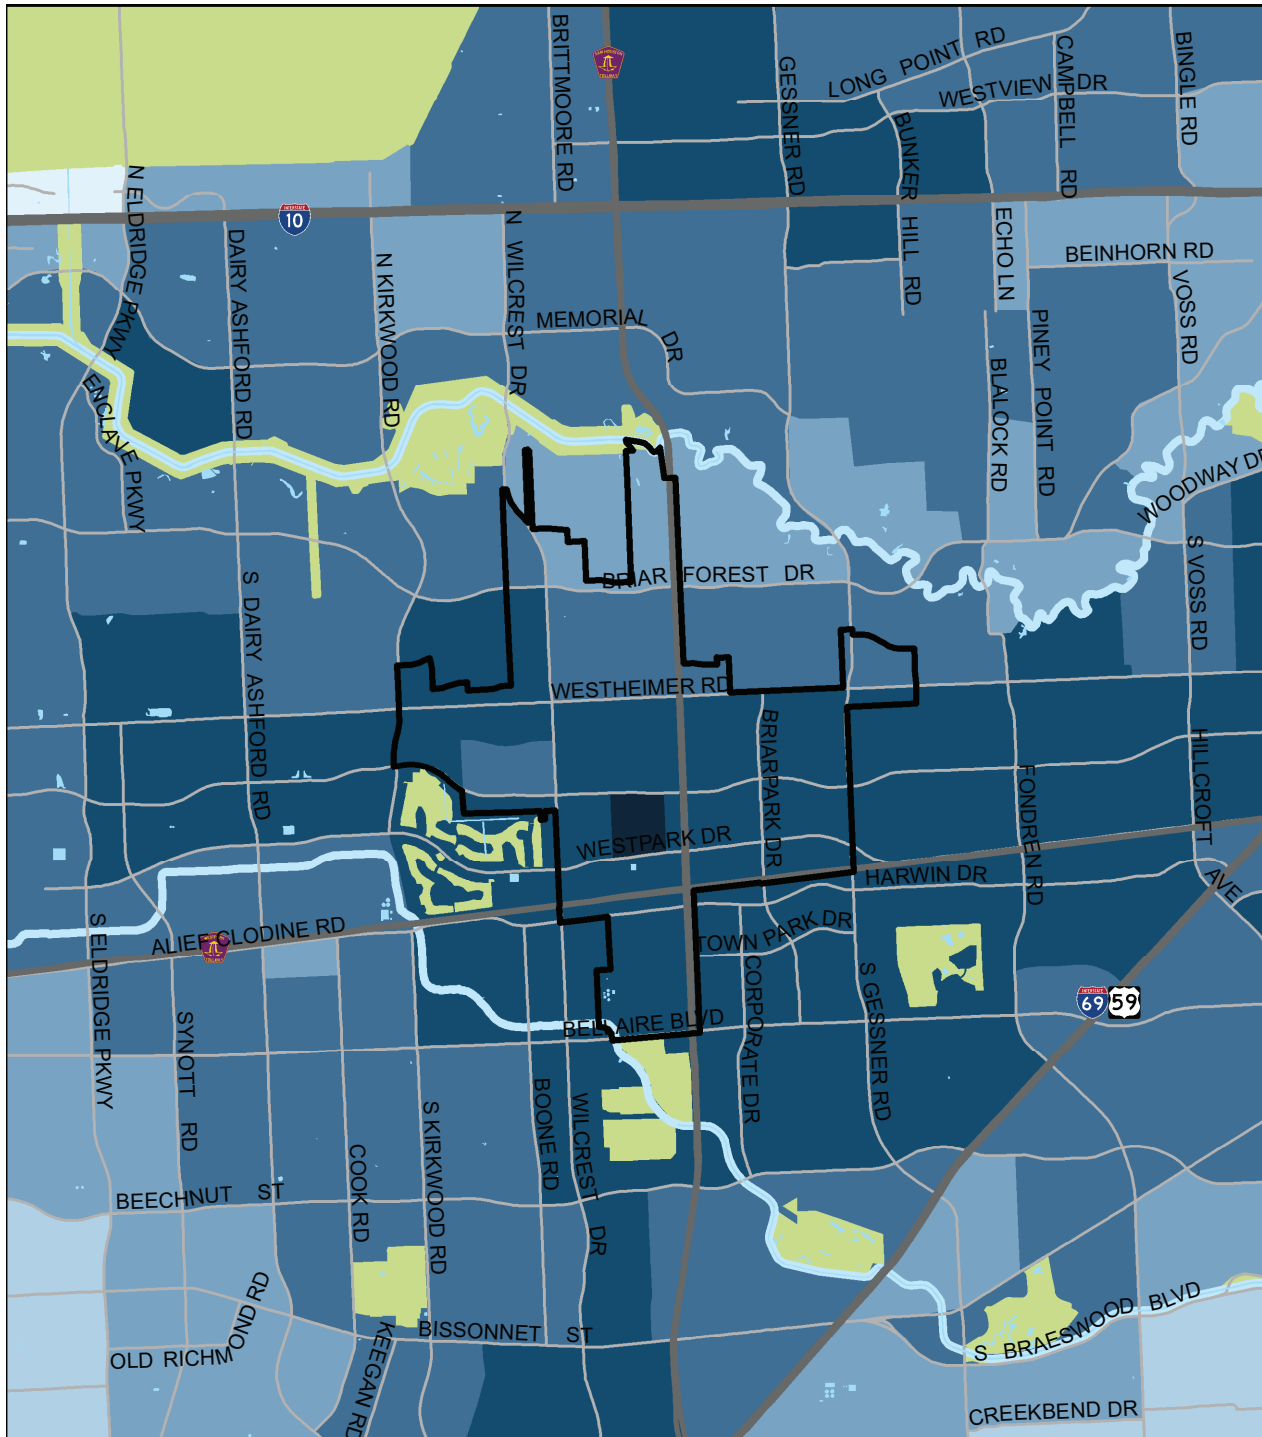 BRITTMOORE RD
SAM HOUSTON
TOLLWAY
GESSNER RD
LONG POINT RD
WESTVIEW DR
CAMPBELL RD
BINGLE RD
BUNKER HILL RD
N ELDRIDGE PKWY
INTERSTATE
10
DAIRY ASHFORD RD
N KIRKWOOD RD
N WILCREST DR
ECHO LN
BEINHORN RD
VOSS RD
MEMORIAL DR
PINEY POINT RD
BLALOCK RD
ENCLAVE PKWY
WOODWAY DR
S VOSS RD
BRIAR FOREST DR
S DAIRY ASHFORD RD
WESTHEIMER RD
BRIARPARK DR
HILLCROFT AVE
FONDREN RD
WESTPARK DR
HARWIN DR
S ELDRIDGE PKWY
ALIEF CLODINE RD
TOWN PARK DR
S GESSNER RD
CORPORATE DR
INTERSTATE
69
59
SYNOTT RD
BELLAIRE BLVD
BOONE RD
WILCREST DR
S KIRKWOOD RD
COOK RD
BEECHNUT ST
OLD RICHMOND RD
KEEGAN RD
BISSONNET ST
S BRAESWOOD BLVD
CREEKBEND DR